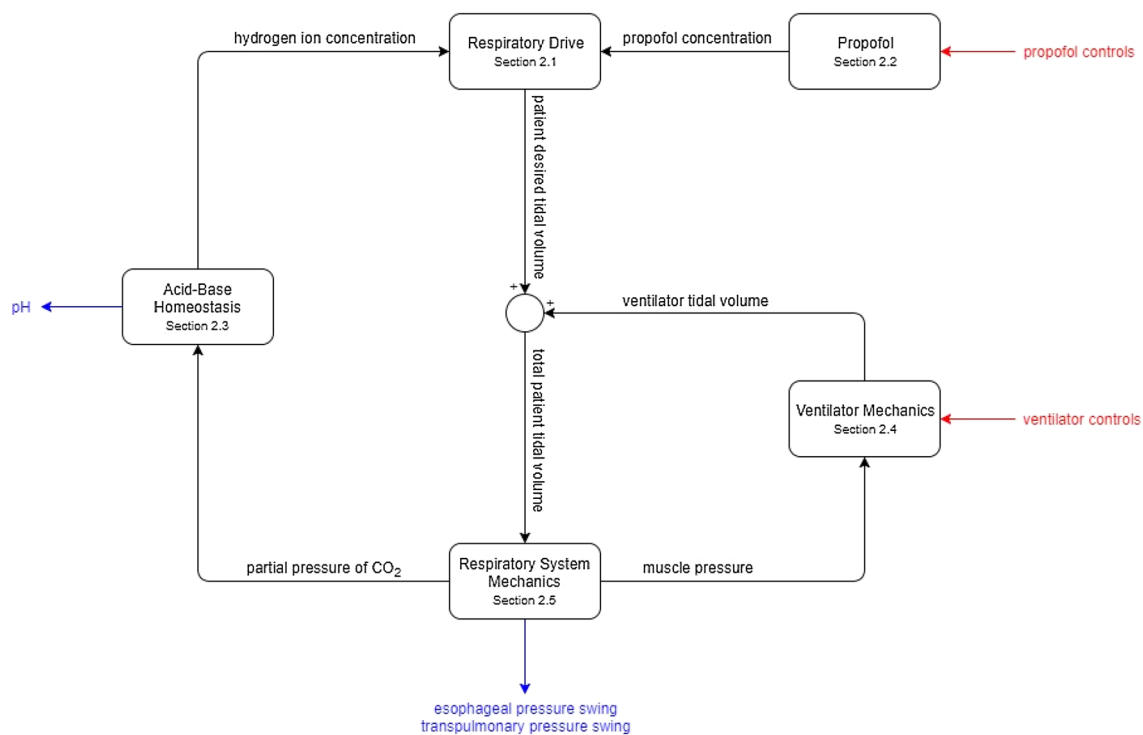 hydrogen ion concentration
Respiratory Drive
Section 2.1
propofol concentration
Propofol
Section 2.2
propofol controls
patient desired tidal volume
Acid-Base
Homeostasis
Section 2.3
pH
+
+
ventilator tidal volume
total patient tidal volume
Ventilator Mechanics
Section 2.4
ventilator controls
partial pressure of CO₂
Respiratory System
Mechanics
Section 2.5
muscle pressure
esophageal pressure swing
transpulmonary pressure swing